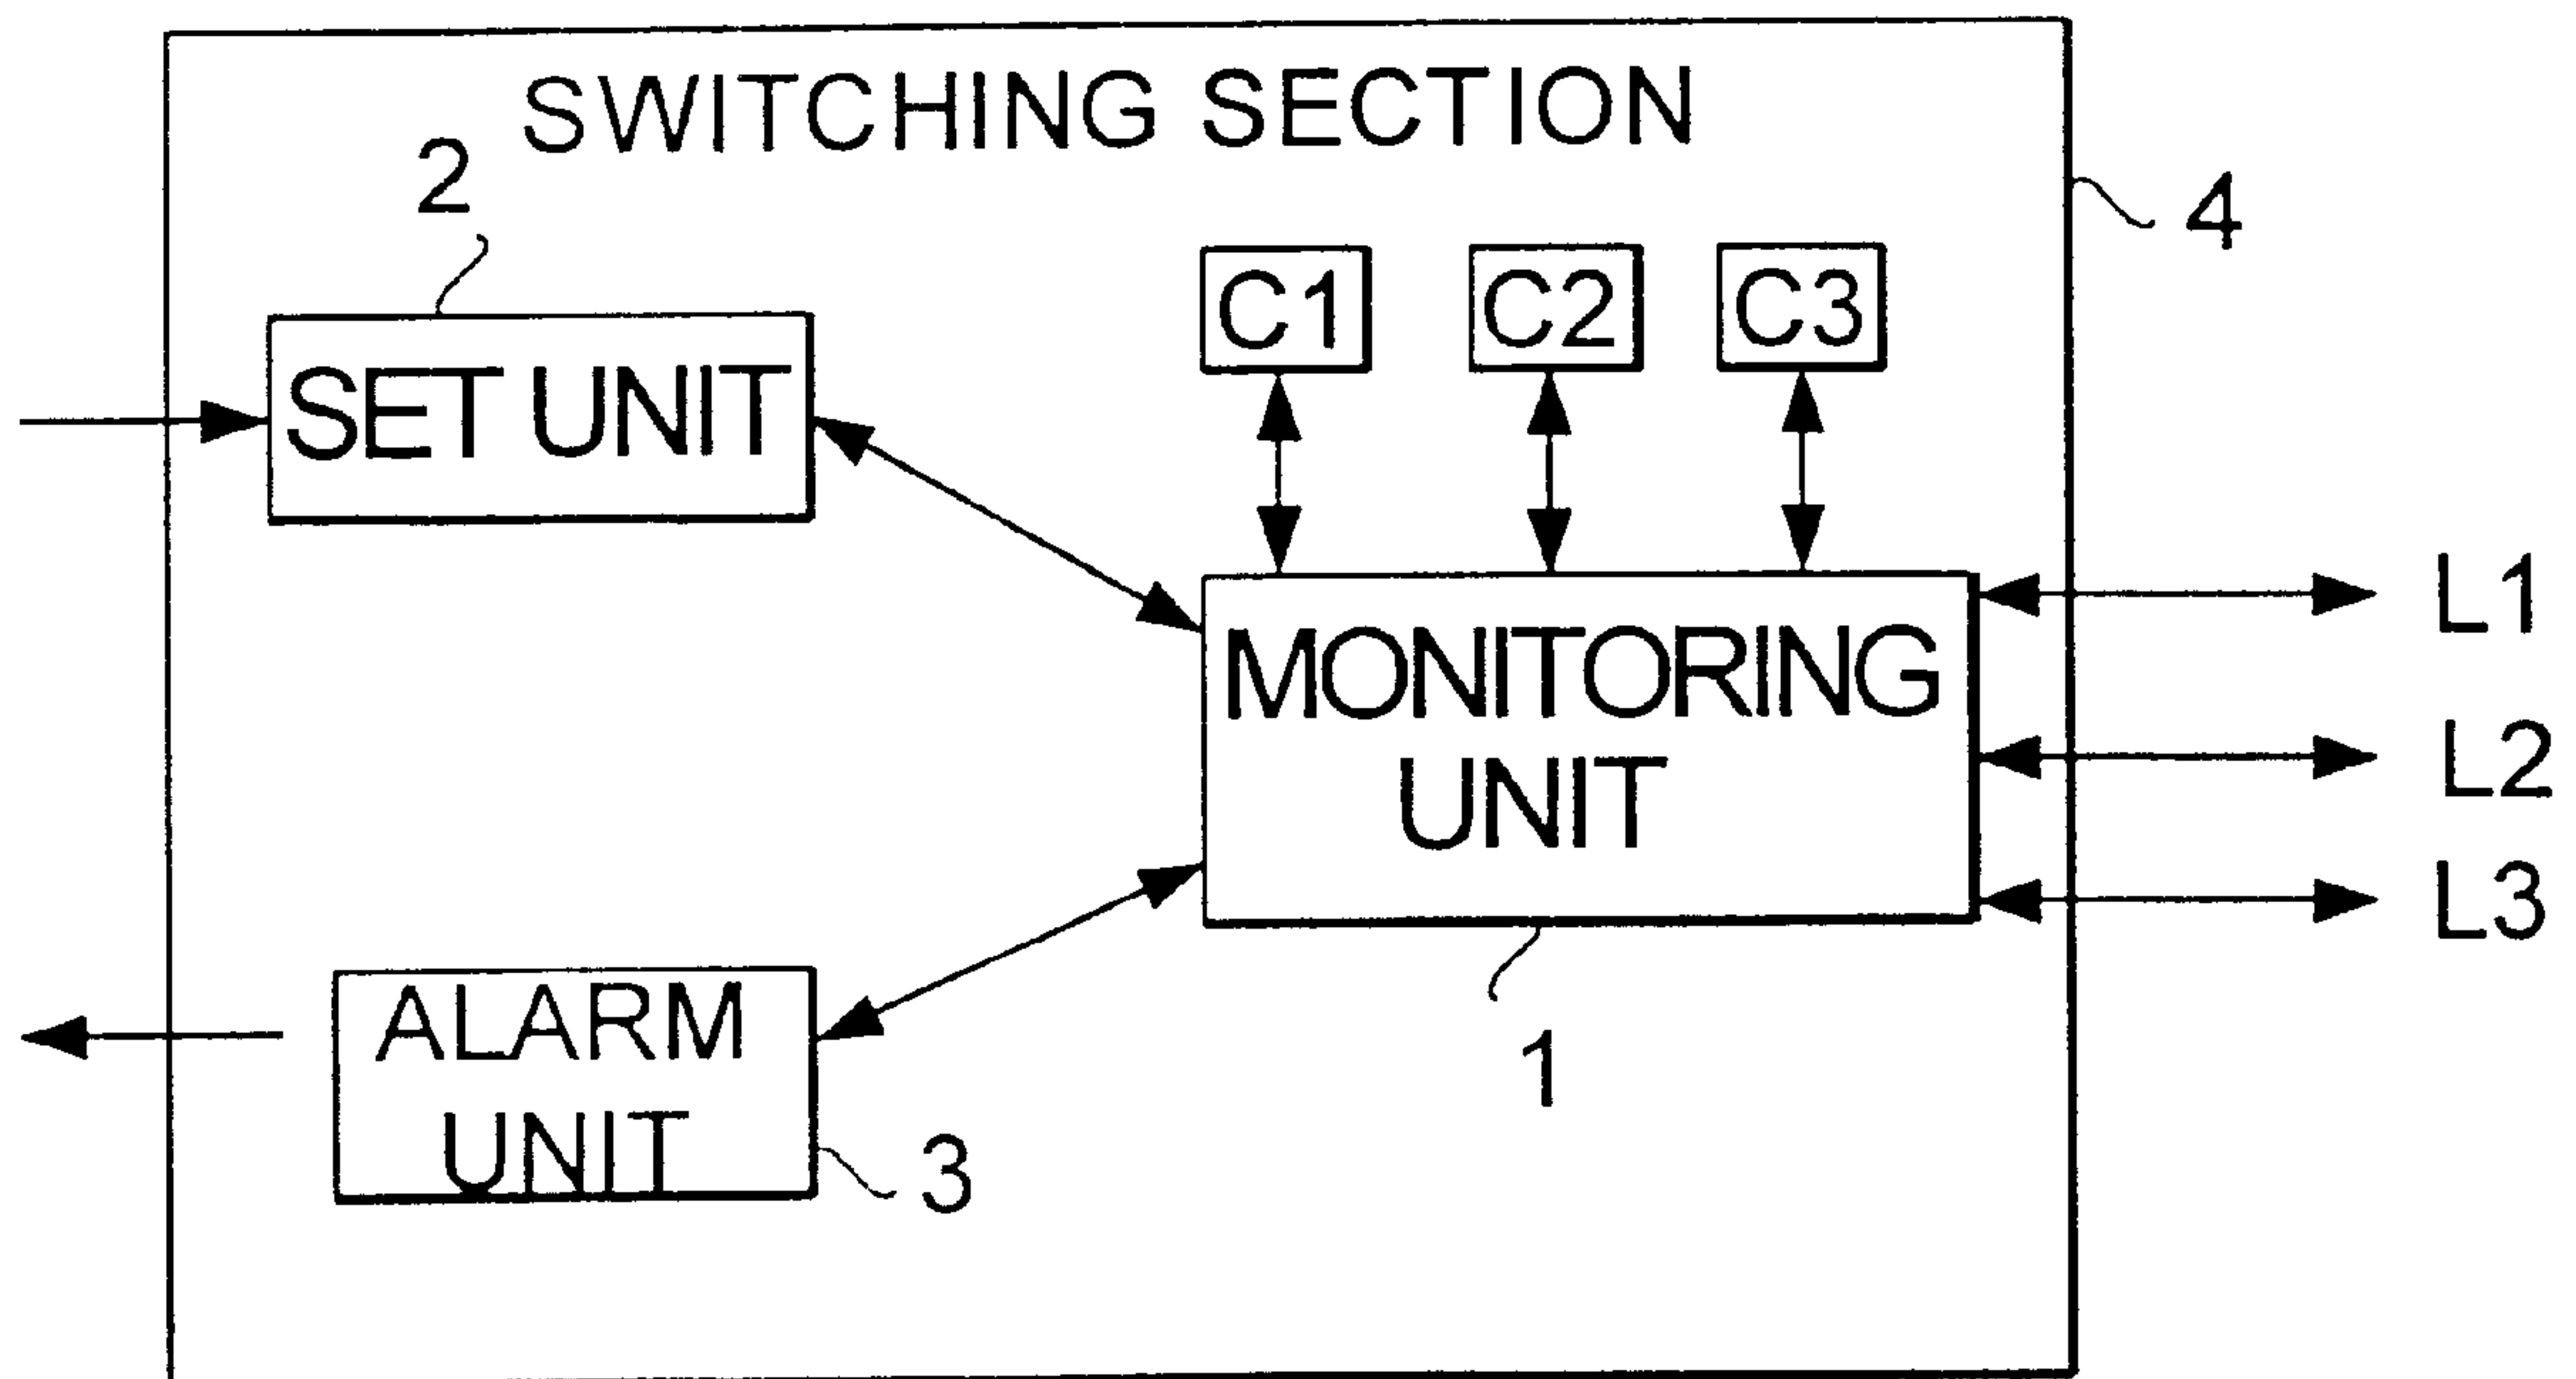 SWITCHING SECTION
2
4
C1
C2
C3
SET UNIT
L1
MONITORING
UNIT
L2
L3
ALARM
UNIT
1
3